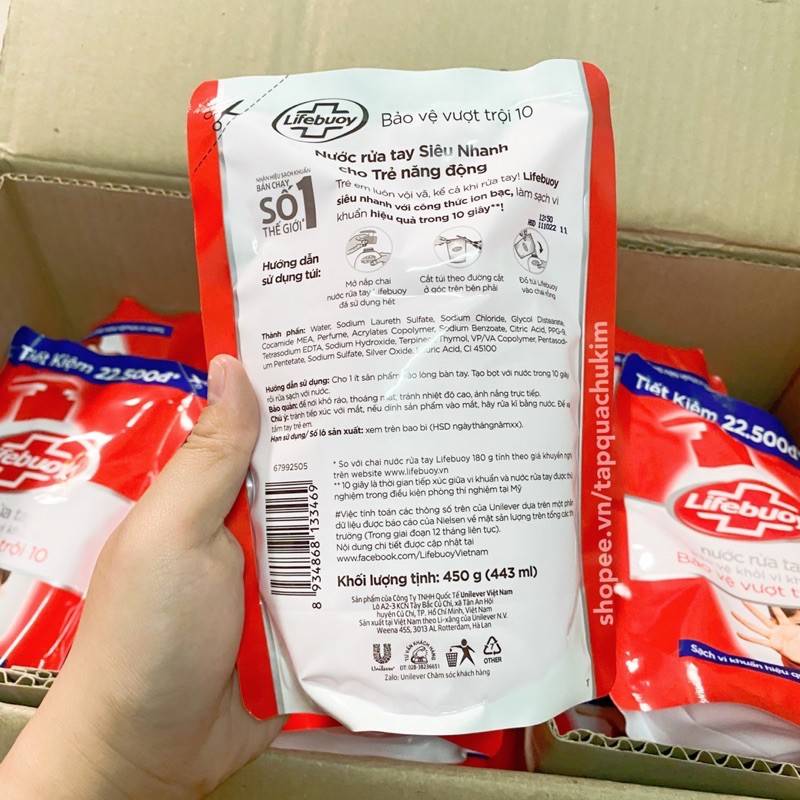 Lifebuoy
Bảo vệ vượt trội 10
Nước rửa tay Siêu Nhanh
cho Trẻ năng động
NHÃN HIỆU SẠCH KHUẨN
BÁN CHẠY
SỐ 1
THẾ GIỚI#
Trẻ em luôn vội vã, kể cả khi rửa tay! Lifebuoy
siêu nhanh với công thức ion bạc, làm sạch vi
khuẩn hiệu quả trong 10 giây**!
12:50
HSD 111022 11
Hướng dẫn
sử dụng túi:
Mở nắp chai
nước rửa tay Lifebuoy
đã sử dụng hết
Cắt túi theo đường cắt
ở góc trên bên phải
Đổ túi Lifebuoy
vào chai rỗng
Thành phần: Water, Sodium Laureth Sulfate, Sodium Chloride, Glycol Distearate,
Cocamide MEA, Perfume, Acrylates Copolymer, Sodium Benzoate, Citric Acid, PPG-9,
Tetrasodium EDTA, Sodium Hydroxide, Terpineol, Thymol, VP/VA Copolymer, Pentasod-
ium Pentetate, Sodium Sulfate, Silver Oxide, Lauric Acid, CI 45100
Hướng dẫn sử dụng: Cho 1 ít sản phẩm vào lòng bàn tay. Tạo bọt với nước trong 10 giây
rồi rửa sạch với nước.
Bảo quản: để nơi khô ráo, thoáng mát, tránh nhiệt độ cao, ánh nắng trực tiếp.
Chú ý: tránh tiếp xúc với mắt, nếu dính sản phẩm vào mắt, hãy rửa kĩ bằng nước. Để xa
tầm tay trẻ em.
Hạn sử dụng/ Số lô sản xuất: xem trên bao bì (HSD ngàythángnămxx).
67992505
* So với chai nước rửa tay Lifebuoy 180 g tính theo giá khuyến nghị
trên website www.lifebuoy.vn
** 10 giây là thời gian tiếp xúc giữa vi khuẩn và nước rửa tay được thử
nghiệm trong điều kiện phòng thí nghiệm tại Mỹ
#Việc tính toán các thông số trên của Unilever dựa trên một phần
dữ liệu được báo cáo của Nielsen về mặt sản lượng trên tổng các thị
trường (Trong giai đoạn 12 tháng liên tục).
Nội dung chi tiết được cập nhật tại
www.facebook.com/LifebuoyVietnam
8 934868 133469
Khối lượng tịnh: 450 g (443 ml)
Sản phẩm của Công Ty TNHH Quốc Tế Unilever Việt Nam
Lô A2-3 KCN Tây Bắc Củ Chi, xã Tân An Hội
huyện Củ Chi, TP. Hồ Chí Minh, Việt Nam
Sản xuất tại Việt Nam theo Li-xăng của Unilever N.V.
Weena 455, 3013 AL Rotterdam, Hà Lan
Unilever
TƯ VẤN KHÁCH HÀNG
ĐT: 028-38236651
OTHER
Zalo: Unilever Chăm sóc khách hàng
shopee.vn/tapquachukim
Tiết Kiệm 22.500đ*
Lifebuoy
trội 10
Tiết Kiệm 22.500đ*
Lifebuoy
nước rửa tay
Bảo vệ vượt
Sạch vi khuẩn hiệu